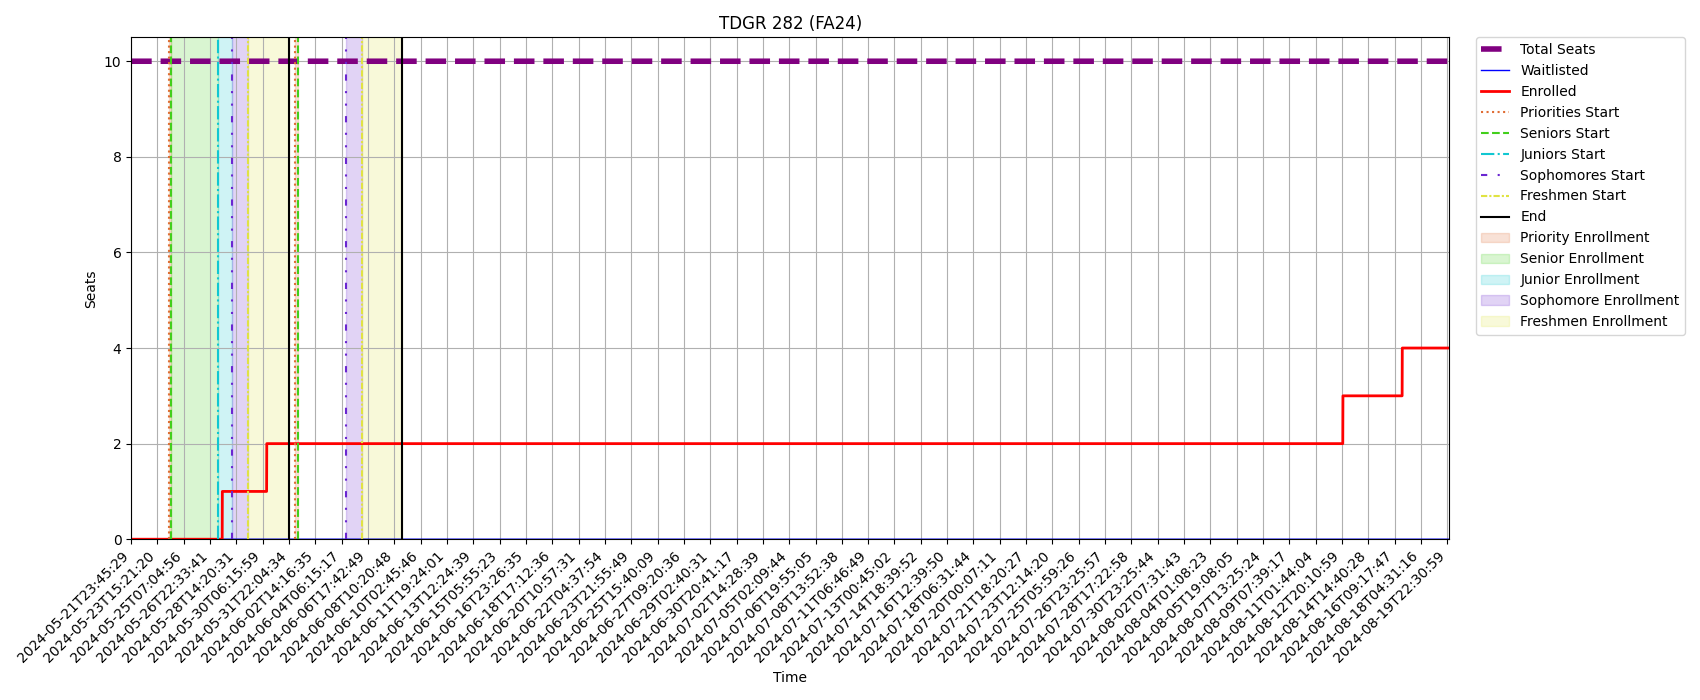 TDGR 282 (FA24)
Seats
10
8
6
4
2
0
2024-05-21T23:45:29
2024-05-23T15:21:20
2024-05-25T07:04:56
2024-05-26T22:33:41
2024-05-28T14:20:31
2024-05-30T06:15:59
2024-05-31T22:04:34
2024-06-02T14:16:35
2024-06-04T06:15:17
2024-06-06T17:42:49
2024-06-08T10:20:48
2024-06-10T02:45:46
2024-06-11T19:24:01
2024-06-13T12:24:39
2024-06-15T05:55:23
2024-06-16T23:26:35
2024-06-18T17:12:36
2024-06-20T10:57:31
2024-06-22T04:37:54
2024-06-23T21:55:49
2024-06-25T15:40:09
2024-06-27T09:20:36
2024-06-29T02:40:31
2024-06-30T20:41:17
2024-07-02T14:28:39
2024-07-05T02:09:44
2024-07-06T19:55:05
2024-07-08T13:52:38
2024-07-11T06:46:49
2024-07-13T00:45:02
2024-07-14T18:39:52
2024-07-16T12:39:50
2024-07-18T06:31:44
2024-07-20T00:07:11
2024-07-21T18:20:27
2024-07-23T12:14:20
2024-07-25T05:59:26
2024-07-26T23:25:57
2024-07-28T17:22:58
2024-07-30T23:25:44
2024-08-02T07:31:43
2024-08-04T01:08:23
2024-08-05T19:08:05
2024-08-07T13:25:24
2024-08-09T07:39:17
2024-08-11T01:44:04
2024-08-12T20:10:59
2024-08-14T14:40:28
2024-08-16T09:17:47
2024-08-18T04:31:16
2024-08-19T22:30:59
Time
Total Seats
Waitlisted
Enrolled
Priorities Start
Seniors Start
Juniors Start
Sophomores Start
Freshmen Start
End
Priority Enrollment
Senior Enrollment
Junior Enrollment
Sophomore Enrollment
Freshmen Enrollment